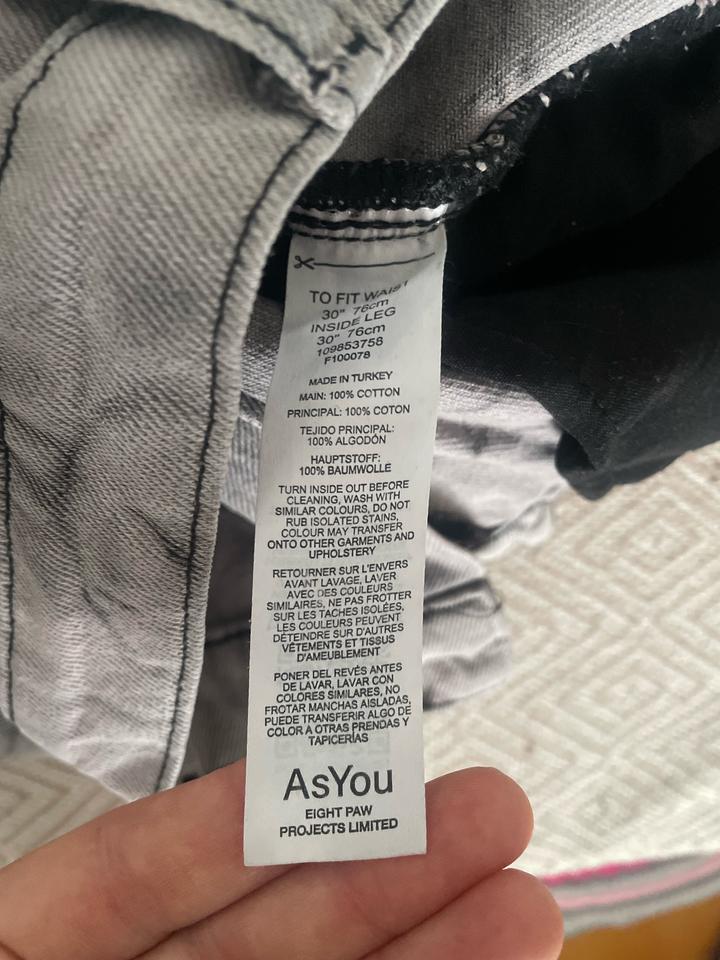 TO FIT WAIST
30" 76cm
INSIDE LEG
30" 76cm
109853758
F100078
MADE IN TURKEY
MAIN: 100% COTTON
PRINCIPAL: 100% COTON
TEJIDO PRINCIPAL:
100% ALGODÓN
HAUPTSTOFF:
100% BAUMWOLLE
TURN INSIDE OUT BEFORE
CLEANING, WASH WITH
SIMILAR COLOURS, DO NOT
RUB ISOLATED STAINS,
COLOUR MAY TRANSFER
ONTO OTHER GARMENTS AND
UPHOLSTERY
RETOURNER SUR L'ENVERS
AVANT LAVAGE, LAVER
AVEC DES COULEURS
SIMILAIRES, NE PAS FROTTER
SUR LES TACHES ISOLÉES,
LES COULEURS PEUVENT
DÉTEINDRE SUR D'AUTRES
VÊTEMENTS ET TISSUS
D'AMEUBLEMENT
PONER DEL REVÉS ANTES
DE LAVAR, LAVAR CON
COLORES SIMILARES, NO
FROTAR MANCHAS AISLADAS,
PUEDE TRANSFERIR ALGO DE
COLOR A OTRAS PRENDAS Y
TAPICERÍAS
AsYou
EIGHT PAW
PROJECTS LIMITED